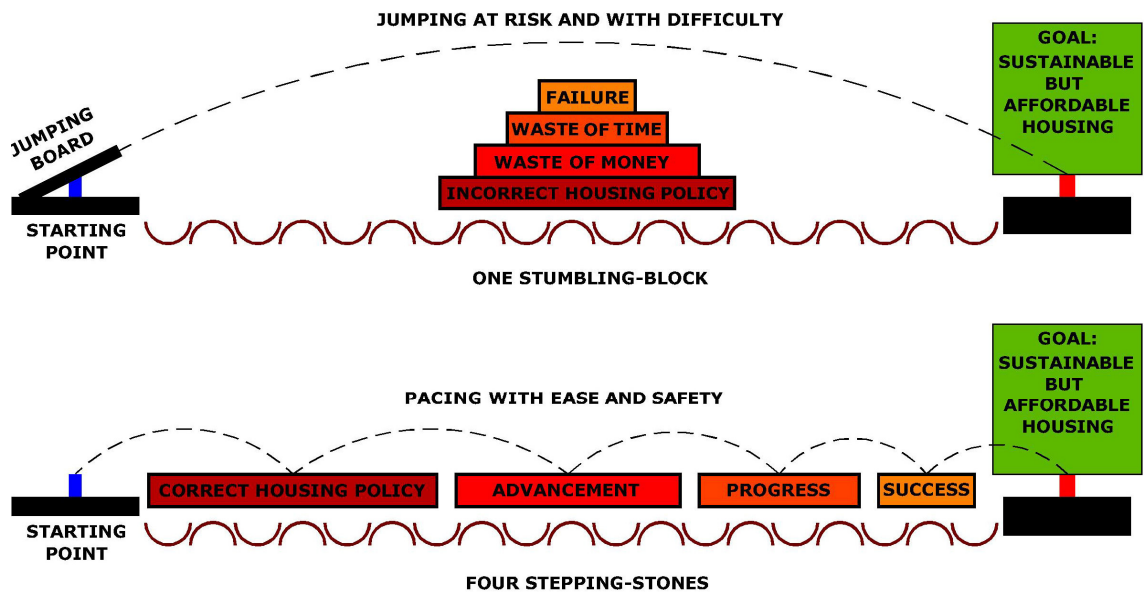 JUMPING AT RISK AND WITH DIFFICULTY
GOAL:
SUSTAINABLE
BUT
AFFORDABLE
HOUSING
JUMPING
BOARD
FAILURE
WASTE OF TIME
WASTE OF MONEY
INCORRECT HOUSING POLICY
STARTING
POINT
ONE STUMBLING-BLOCK
GOAL:
SUSTAINABLE
BUT
AFFORDABLE
HOUSING
PACING WITH EASE AND SAFETY
CORRECT HOUSING POLICY
ADVANCEMENT
PROGRESS
SUCCESS
STARTING
POINT
FOUR STEPPING-STONES